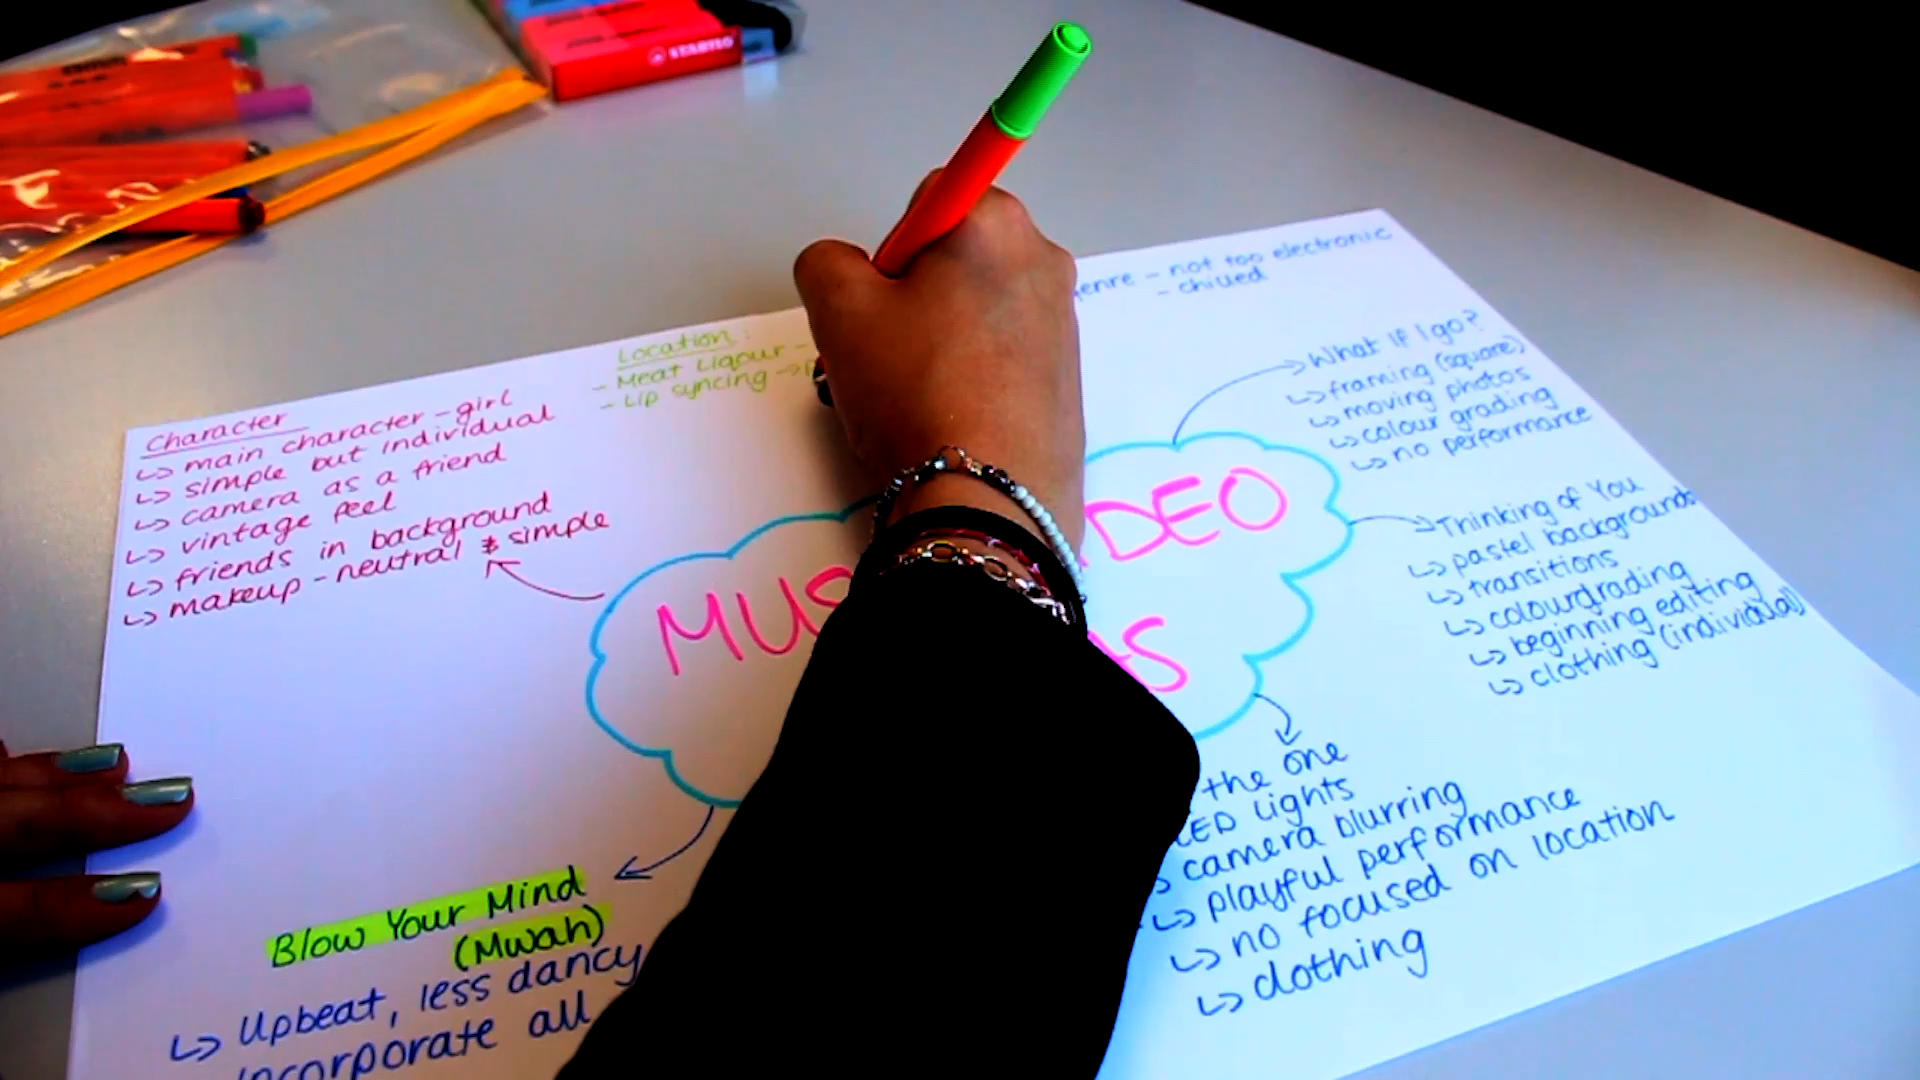 STABILO
Genre - not too electronic
- chilled
Location:
- Meat Liqour -
- Lip syncing ->
Character
↳ main character - girl
↳ simple but individual
↳ camera as a friend
↳ vintage feel
↳ friends in background
↳ makeup - neutral & simple
What If I go?
↳ framing (square)
↳ moving photos
↳ colour grading
↳ no performance
Thinking of You
↳ pastel backgrounds
↳ transitions
↳ colourgrading
↳ beginning editing
↳ clothing (individual)
MUS DEO
AS
the one
LED lights
camera blurring
↳ playful performance
↳ no focused on location
↳ clothing
Blow Your Mind
(Mwah)
↳ Upbeat, less dancy
incorporate all